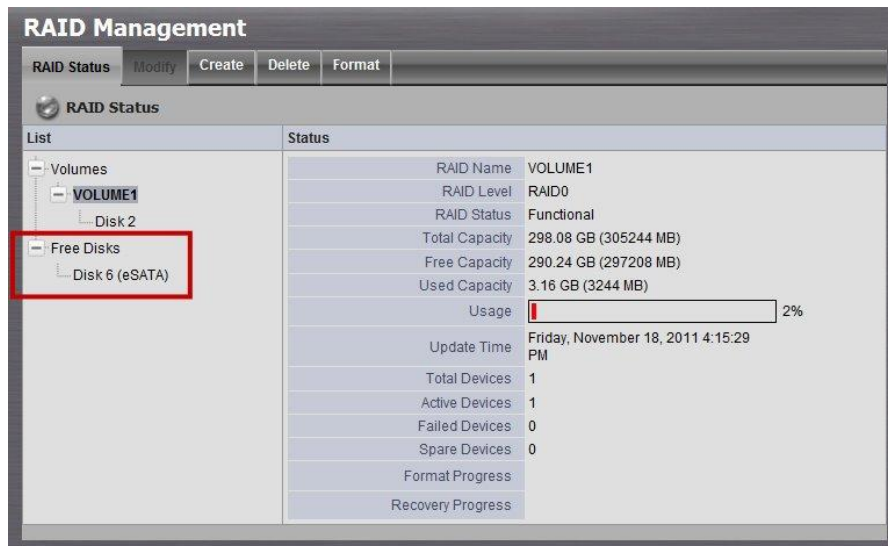 RAID Management
RAID Status Modify Create Delete Format
RAID Status
List Status
Volumes
VOLUME1
Disk 2
Free Disks
Disk 6 (eSATA)
RAID Name VOLUME1
RAID Level RAID0
RAID Status Functional
Total Capacity 298.08 GB (305244 MB)
Free Capacity 290.24 GB (297208 MB)
Used Capacity 3.16 GB (3244 MB)
Usage 2%
Update Time Friday, November 18, 2011 4:15:29
PM
Total Devices 1
Active Devices 1
Failed Devices 0
Spare Devices 0
Format Progress
Recovery Progress